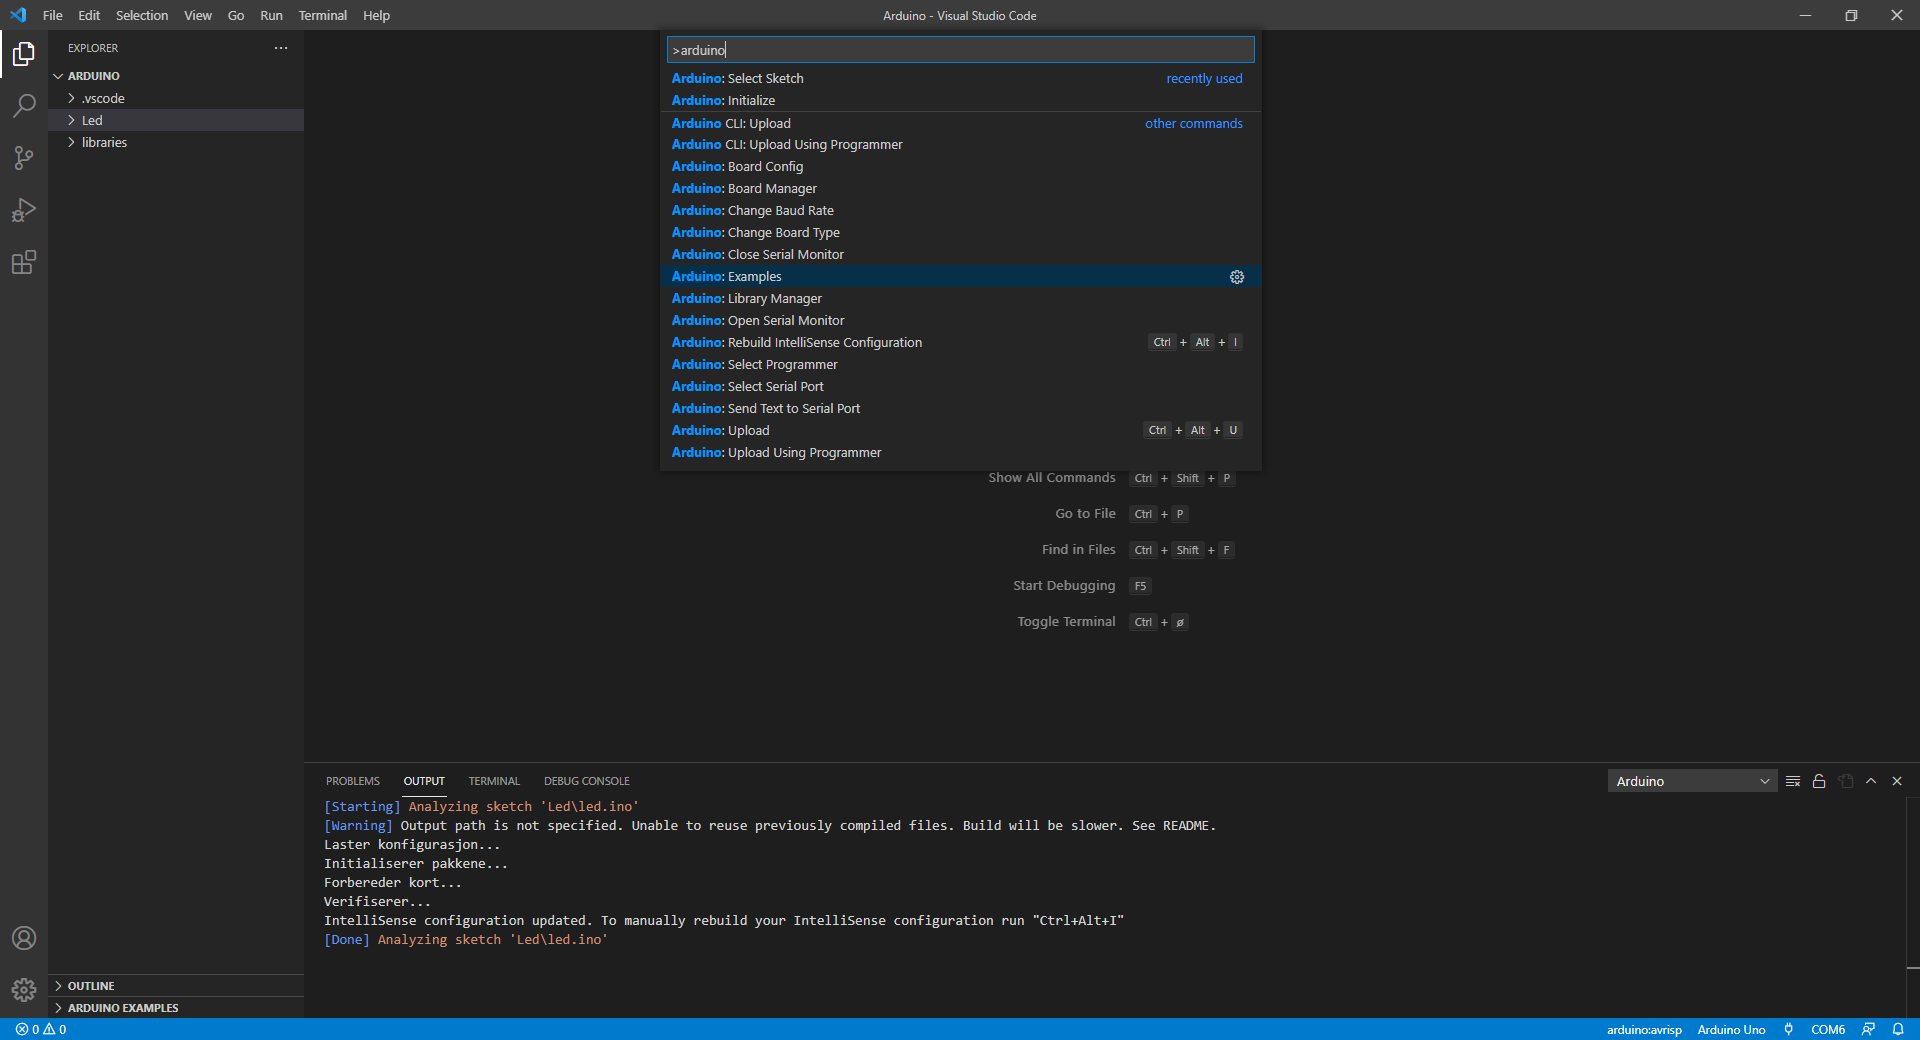 File Edit Selection View Go Run Terminal Help
Arduino - Visual Studio Code
EXPLORER
ARDUINO
.vscode
Led
libraries
>arduino
Arduino: Select Sketch recently used
Arduino: Initialize
Arduino CLI: Upload other commands
Arduino CLI: Upload Using Programmer
Arduino: Board Config
Arduino: Board Manager
Arduino: Change Baud Rate
Arduino: Change Board Type
Arduino: Close Serial Monitor
Arduino: Examples
Arduino: Library Manager
Arduino: Open Serial Monitor
Arduino: Rebuild IntelliSense Configuration Ctrl + Alt + I
Arduino: Select Programmer
Arduino: Select Serial Port
Arduino: Send Text to Serial Port
Arduino: Upload Ctrl + Alt + U
Arduino: Upload Using Programmer
Show All Commands Ctrl + Shift + P
Go to File Ctrl + P
Find in Files Ctrl + Shift + F
Start Debugging F5
Toggle Terminal Ctrl + ø
PROBLEMS OUTPUT TERMINAL DEBUG CONSOLE
Arduino
[Starting] Analyzing sketch 'Led\led.ino'
[Warning] Output path is not specified. Unable to reuse previously compiled files. Build will be slower. See README.
Laster konfigurasjon...
Initialiserer pakkene...
Forbereder kort...
Verifiserer...
IntelliSense configuration updated. To manually rebuild your IntelliSense configuration run "Ctrl+Alt+I"
[Done] Analyzing sketch 'Led\led.ino'
OUTLINE
ARDUINO EXAMPLES
0 0
arduino:avrisp Arduino Uno COM6